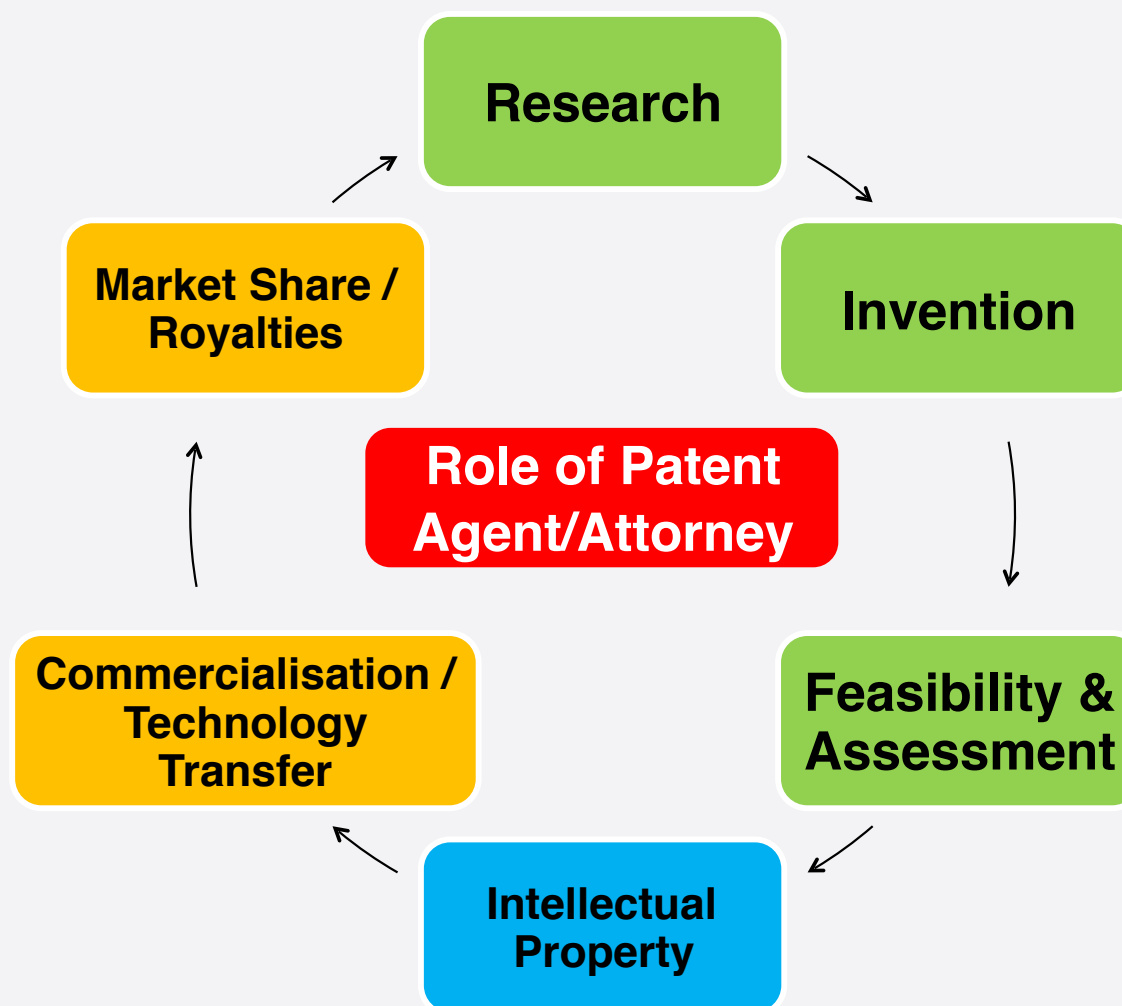 Research
Market Share /
Royalties
Invention
Role of Patent
Agent/Attorney
Commercialisation /
Technology
Transfer
Feasibility &
Assessment
Intellectual
Property